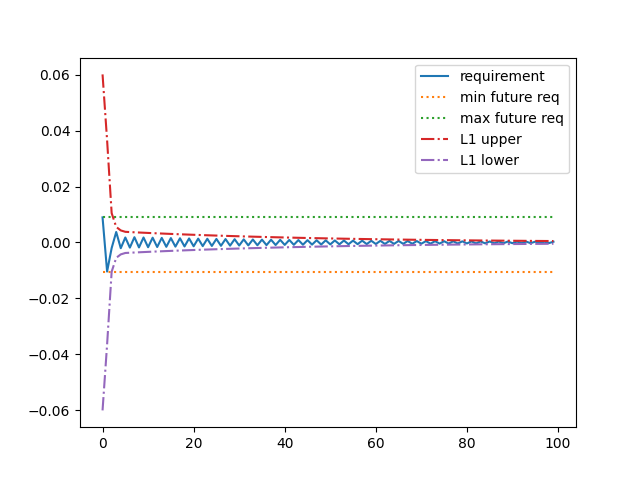 requirement
min future req
max future req
L1 upper
L1 lower
0.06
0.04
0.02
0.00
−0.02
−0.04
−0.06
0 20 40 60 80 100